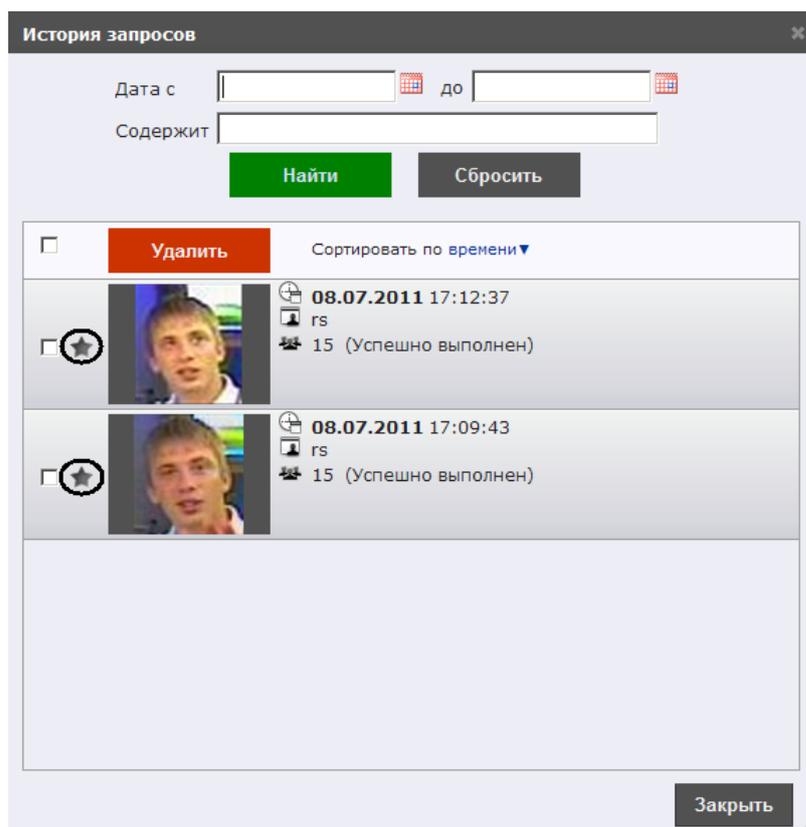 История запросов
Дата с до
Содержит
Найти Сбросить
Удалить Сортировать по времени▼
08.07.2011 17:12:37
rs
15 (Успешно выполнен)
08.07.2011 17:09:43
rs
15 (Успешно выполнен)
Закрыть